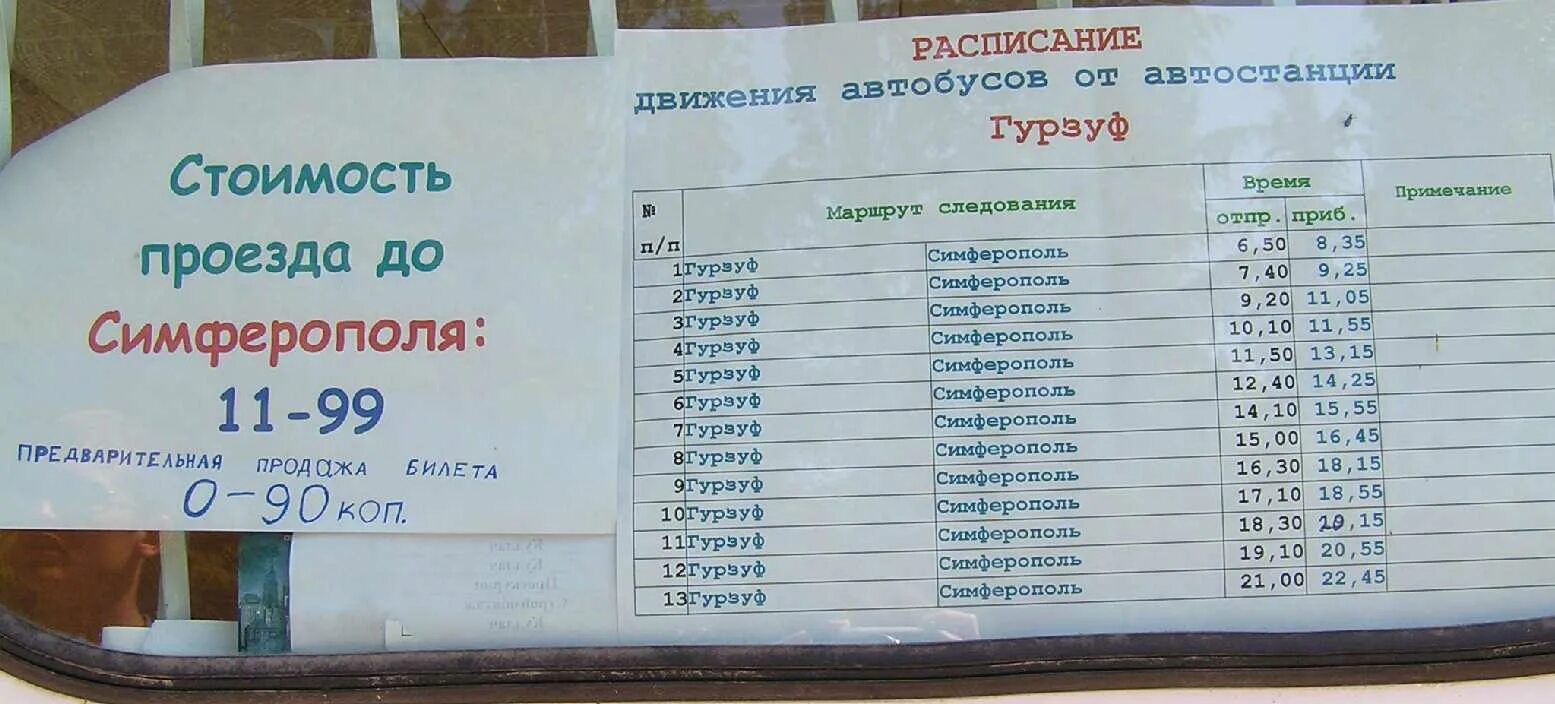 Стоимость
проезда до
Симферополя:
11-99
ПРЕДВАРИТЕЛЬНАЯ ПРОДАЖА БИЛЕТА
0-90 КОП.
РАСПИСАНИЕ
движения автобусов от автостанции
Гурзуф
№ п/п Маршрут следования Время отпр. приб. Примечание
1 Гурзуф Симферополь 6,50 8,35
2 Гурзуф Симферополь 7,40 9,25
3 Гурзуф Симферополь 9,20 11,05
4 Гурзуф Симферополь 10,10 11,55
5 Гурзуф Симферополь 11,50 13,15
6 Гурзуф Симферополь 12,40 14,25
7 Гурзуф Симферополь 14,10 15,55
8 Гурзуф Симферополь 15,00 16,45
9 Гурзуф Симферополь 16,30 18,15
10 Гурзуф Симферополь 17,10 18,55
11 Гурзуф Симферополь 18,30 20,15
12 Гурзуф Симферополь 19,10 20,55
13 Гурзуф Симферополь 21,00 22,45